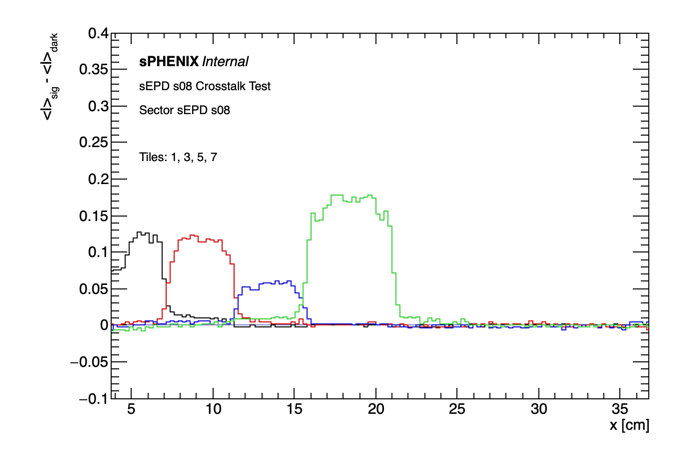 <I>sig - <I>dark
0.4
0.35
0.3
0.25
0.2
0.15
0.1
0.05
0
−0.05
−0.1
sPHENIX Internal
sEPD s08 Crosstalk Test
Sector sEPD s08
Tiles: 1, 3, 5, 7
5 10 15 20 25 30 35
x [cm]